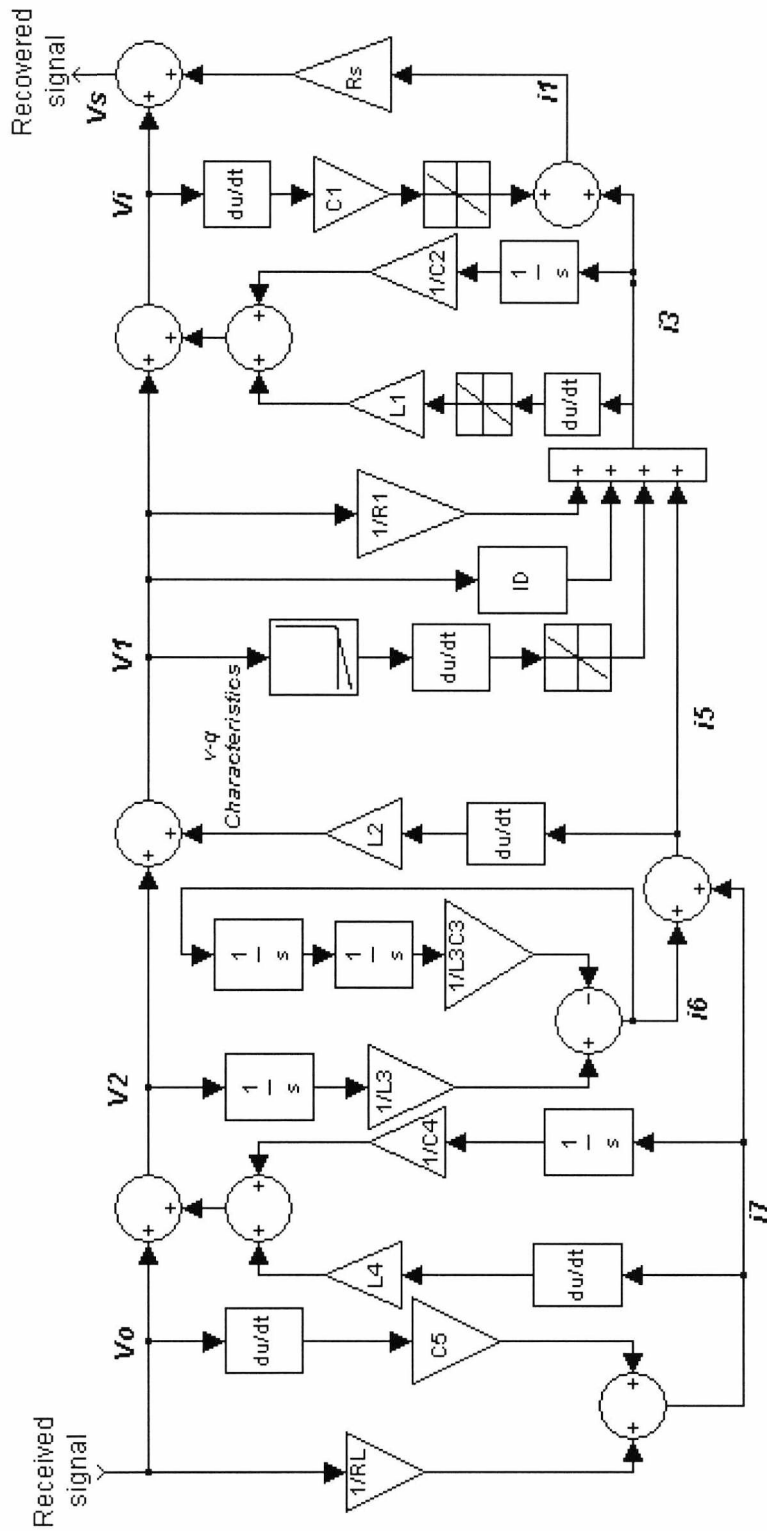 Received
signal
Recovered
signal
Vo
V2
V1
Vi
Vs
v-q
Characteristics
du/dt
1
s
1
s
1
s
du/dt
C1
Rs
1/RL
C5
L4
1/C4
1/L3
1/L3C3
L2
du/dt
ID
1/R1
L1
1/C2
+
+
+
+
+
+
+
+
+
+
+
+
du/dt
1
s
+
-
du/dt
du/dt
1
s
+
+
+
+
+
+
+
+
+
+
i7
i6
i5
i3
i1